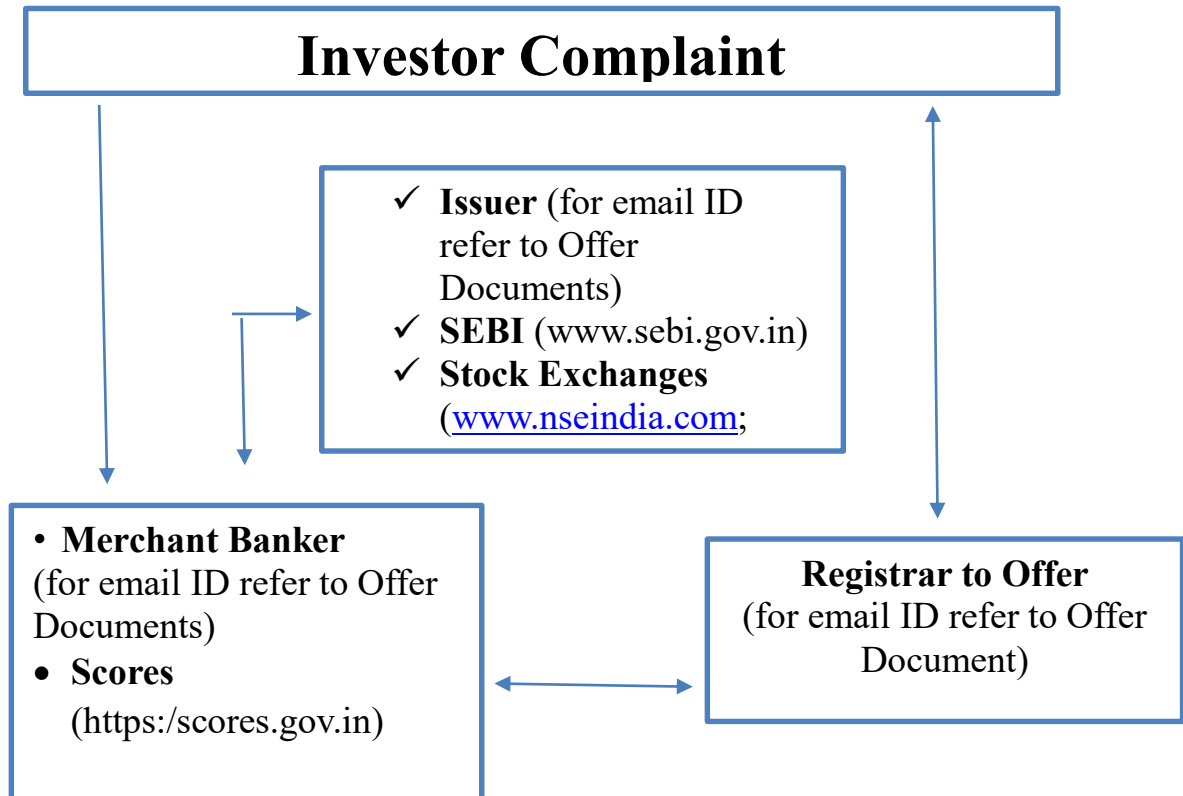 Investor Complaint
✓ Issuer (for email ID
refer to Offer
Documents)
✓ SEBI (www.sebi.gov.in)
✓ Stock Exchanges
(www.nseindia.com;
• Merchant Banker
(for email ID refer to Offer
Documents)
• Scores
(https:/scores.gov.in)
Registrar to Offer
(for email ID refer to Offer
Document)